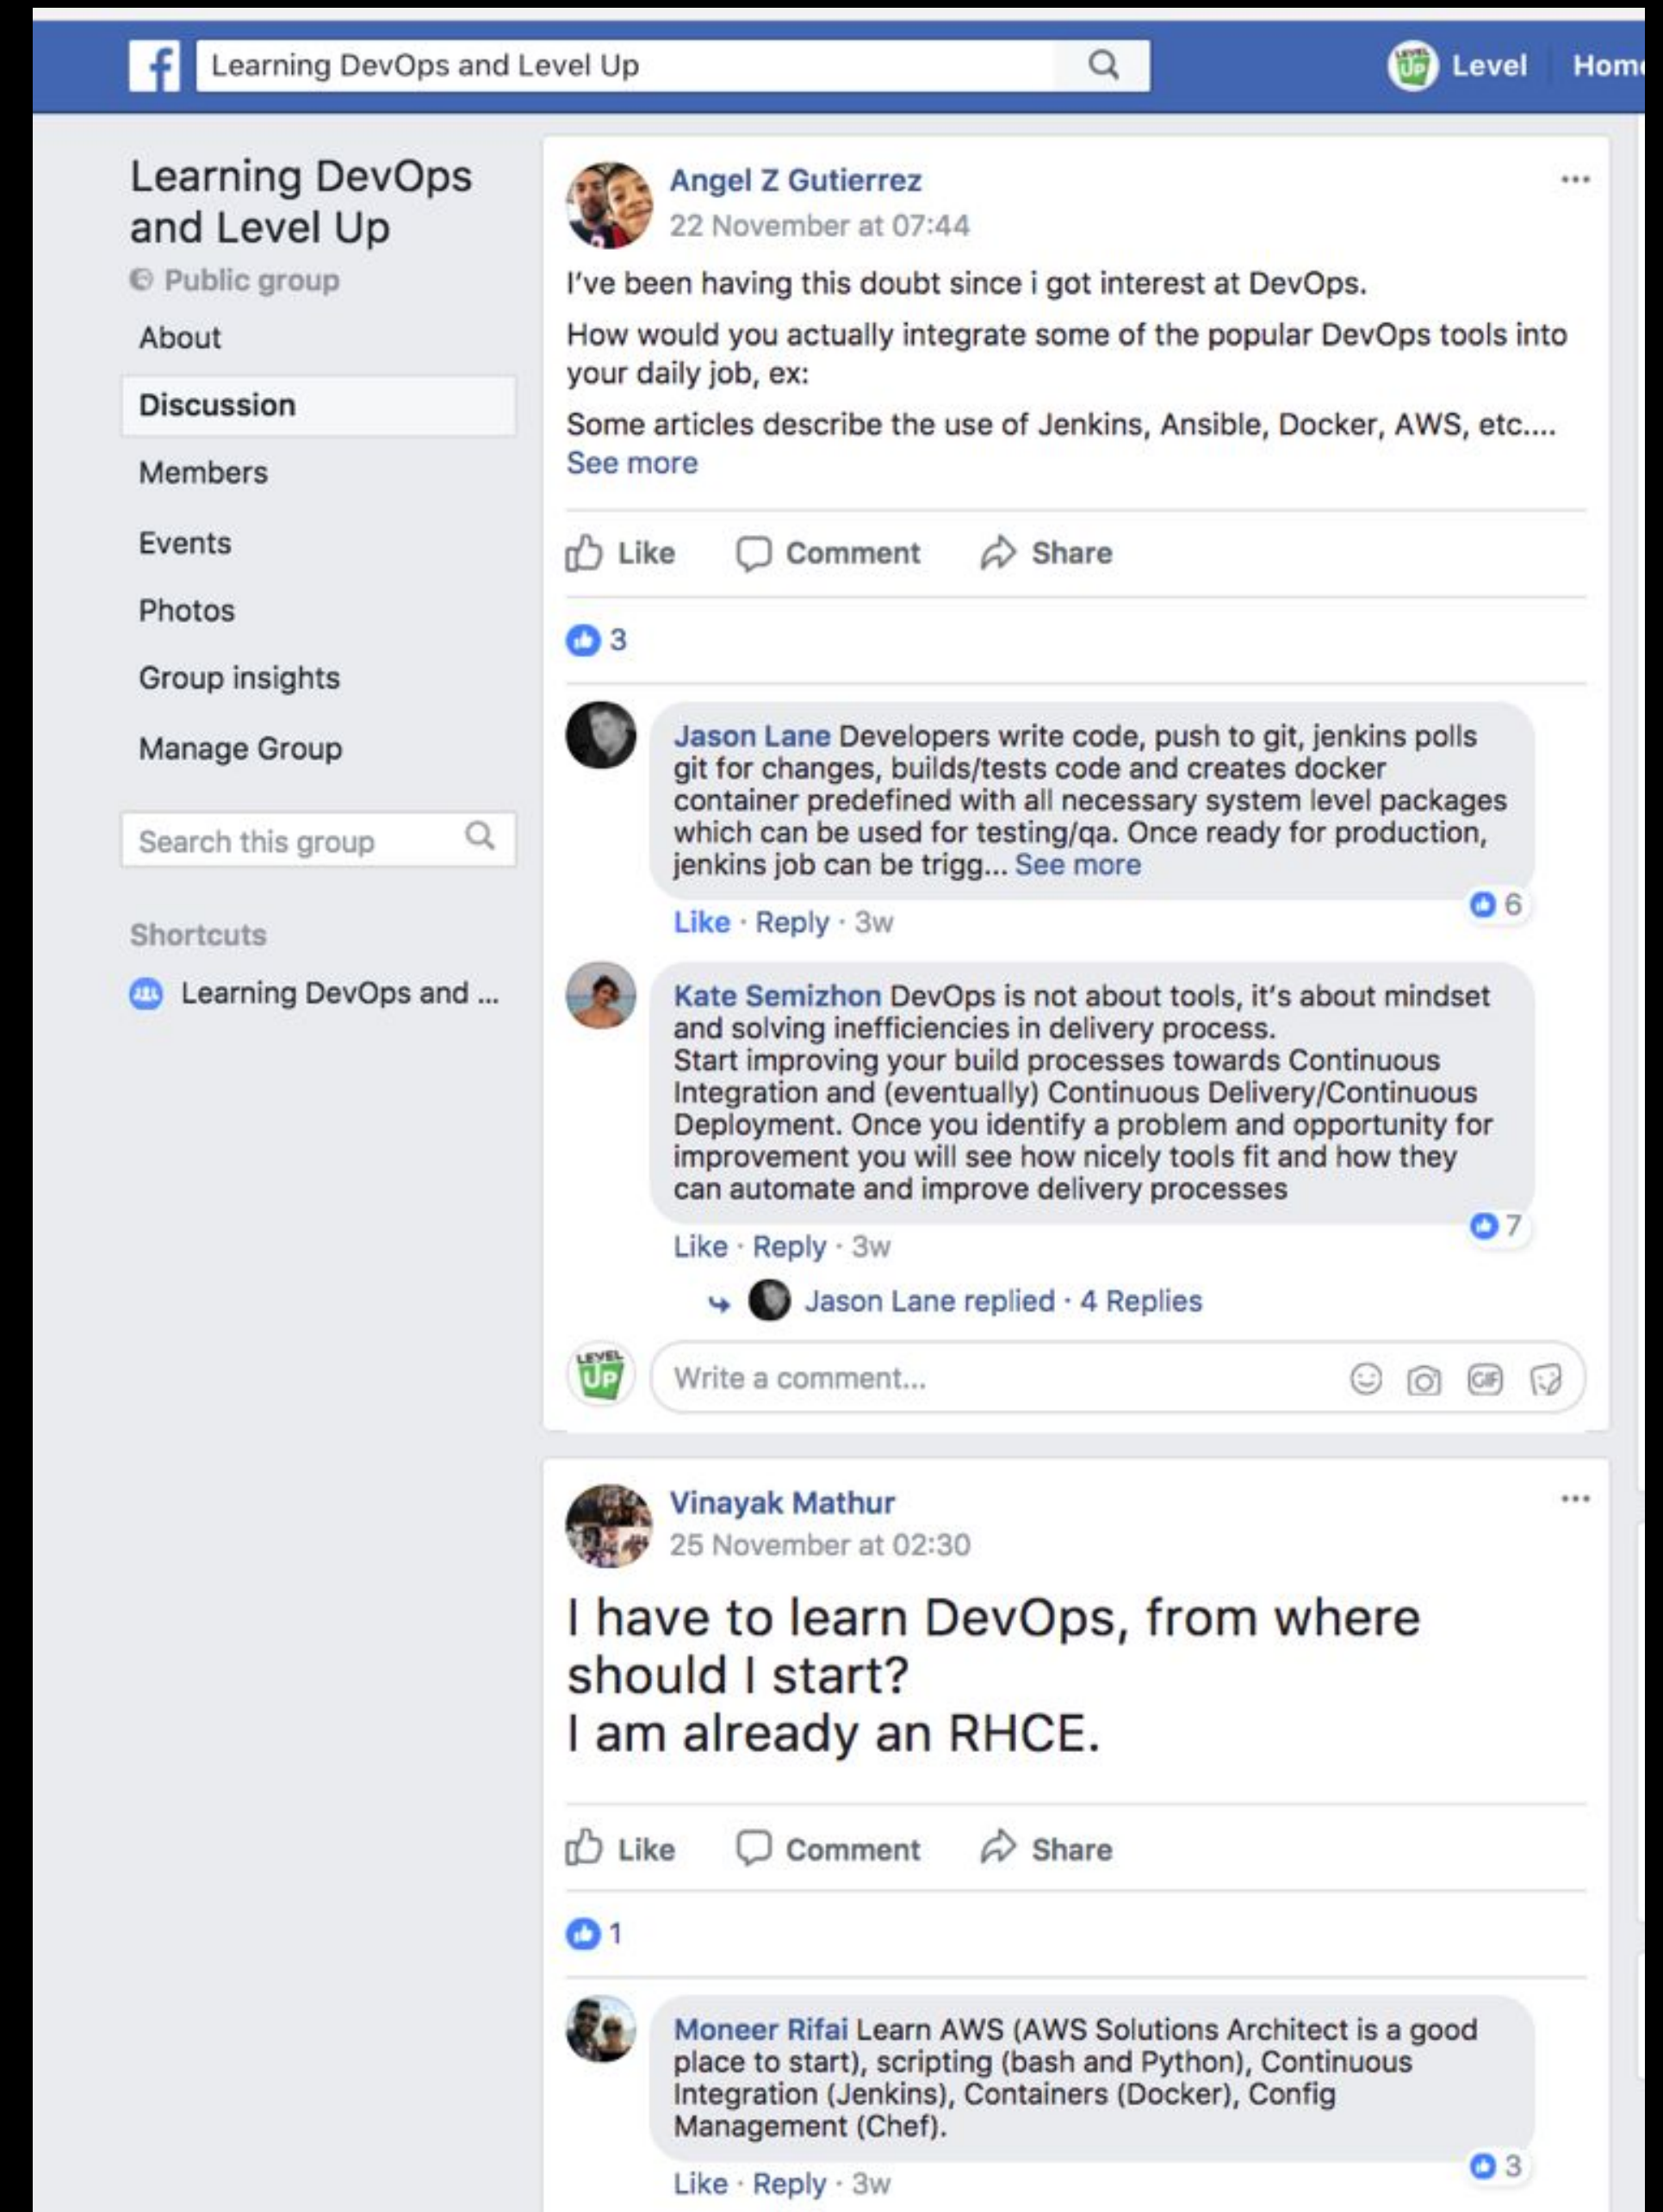 Learning DevOps and Level Up
LEVEL
UP
Level
Learning DevOps
and Level Up
Public group
About
Discussion
Members
Events
Photos
Group insights
Manage Group
Search this group
Shortcuts
Learning DevOps and ...
Angel Z Gutierrez
22 November at 07:44
I've been having this doubt since i got interest at DevOps.
How would you actually integrate some of the popular DevOps tools into
your daily job, ex:
Some articles describe the use of Jenkins, Ansible, Docker, AWS, etc....
See more
Like
Comment
Share
3
Jason Lane Developers write code, push to git, jenkins polls
git for changes, builds/tests code and creates docker
container predefined with all necessary system level packages
which can be used for testing/qa. Once ready for production,
jenkins job can be trigg... See more
6
Like · Reply · 3w
Kate Semizhon DevOps is not about tools, it's about mindset
and solving inefficiencies in delivery process.
Start improving your build processes towards Continuous
Integration and (eventually) Continuous Delivery/Continuous
Deployment. Once you identify a problem and opportunity for
improvement you will see how nicely tools fit and how they
can automate and improve delivery processes
7
Like · Reply · 3w
Jason Lane replied · 4 Replies
LEVEL
UP
Write a comment...
GIF
Vinayak Mathur
25 November at 02:30
I have to learn DevOps, from where
should I start?
I am already an RHCE.
Like
Comment
Share
1
Moneer Rifai Learn AWS (AWS Solutions Architect is a good
place to start), scripting (bash and Python), Continuous
Integration (Jenkins), Containers (Docker), Config
Management (Chef).
3
Like · Reply · 3w